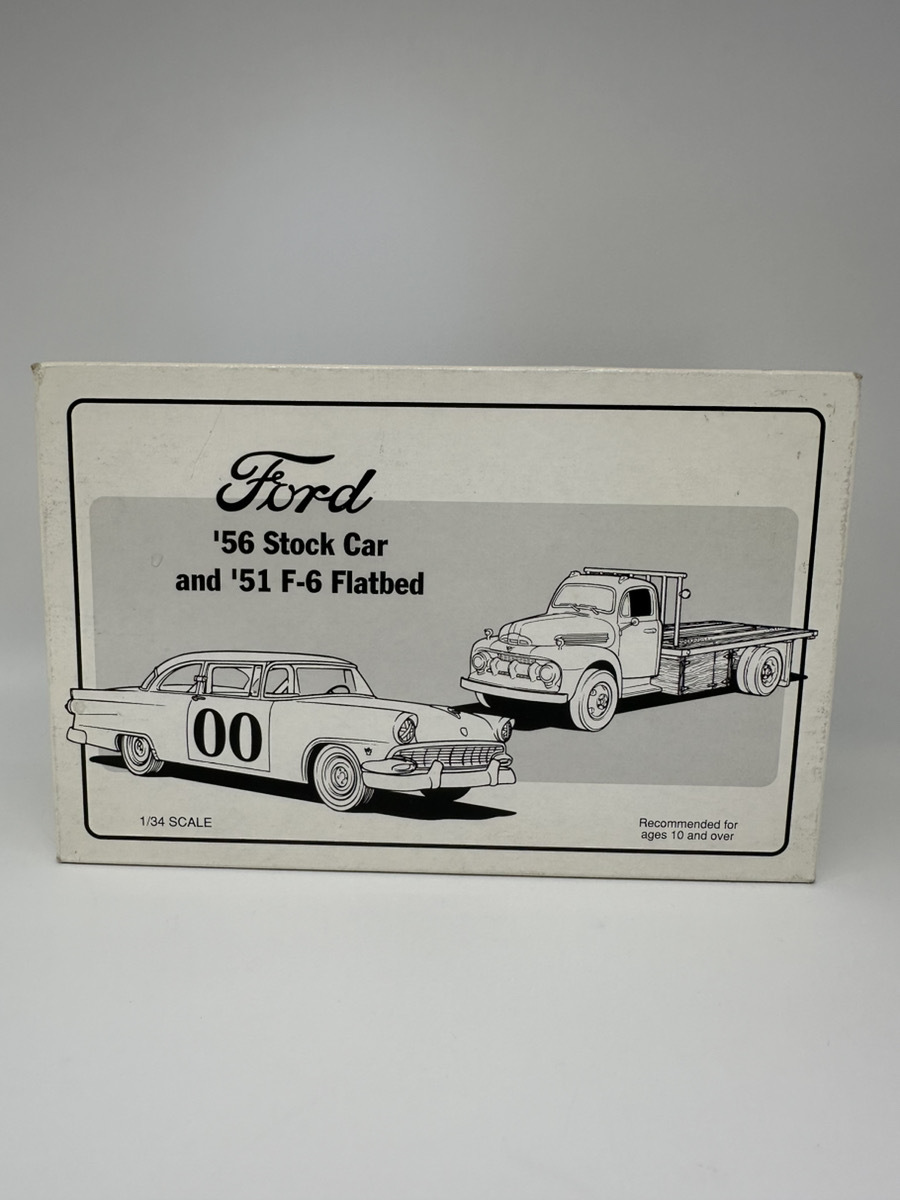 Ford
'56 Stock Car
and '51 F-6 Flatbed
00
1/34 SCALE
Recommended for
ages 10 and over